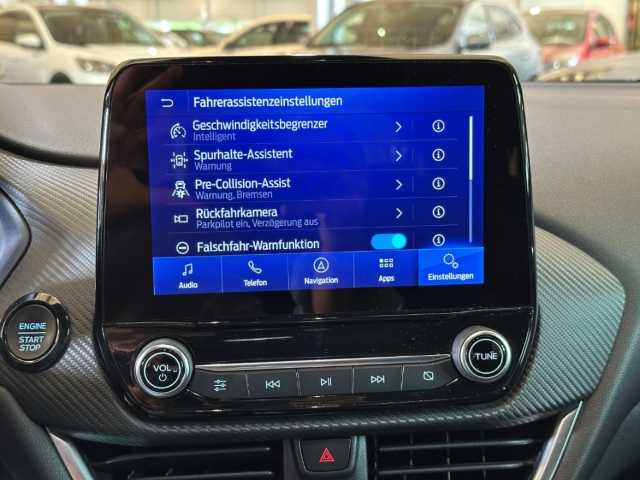 Fahrerassistenzeinstellungen
Geschwindigkeitsbegrenzer
Intelligent
Spurhalte-Assistent
Warnung
Pre-Collision-Assist
Warnung, Bremsen
Rückfahrkamera
Parkpilot ein, Verzögerung aus
Falschfahr-Warnfunktion
Audio
Telefon
Navigation
Apps
Einstellungen
ENGINE
START
STOP
VOL
TUNE